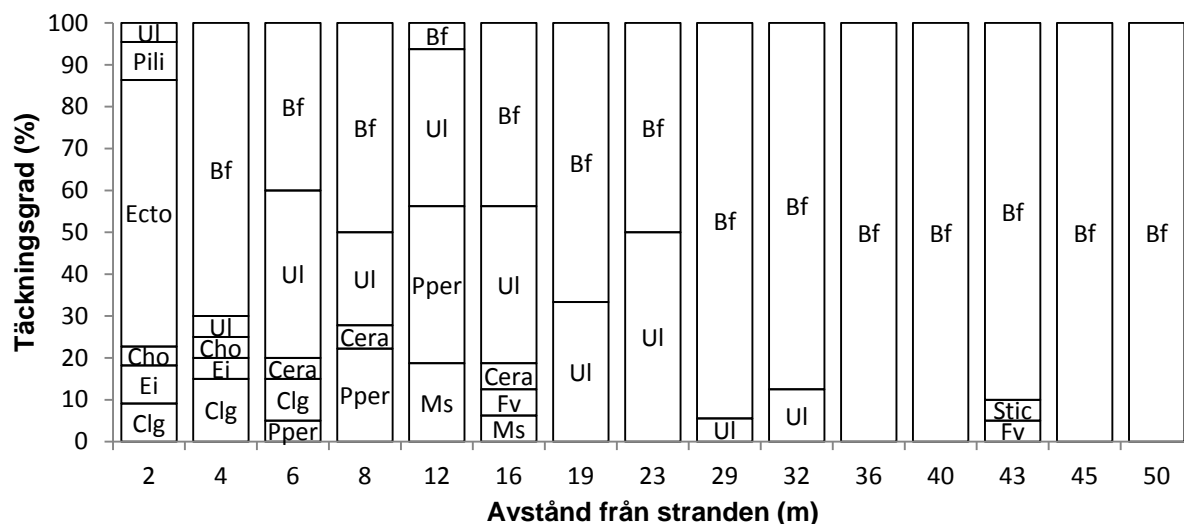 Täckningsgrad (%)
100
90
80
70
60
50
40
30
20
10
0
Ul
Pili
Ecto
Cho
Ei
Clg
Bf
Ul
Cho
Ei
Clg
Bf
Ul
Cera
Clg
Pper
Bf
Ul
Cera
Pper
Bf
Ul
Pper
Ms
Bf
Ul
Cera
Fv
Ms
Bf
Ul
Bf
Ul
Bf
Ul
Bf
Ul
Bf
Bf
Bf
Stic
Fv
Bf
Bf
2 4 6 8 12 16 19 23 29 32 36 40 43 45 50
Avstånd från stranden (m)